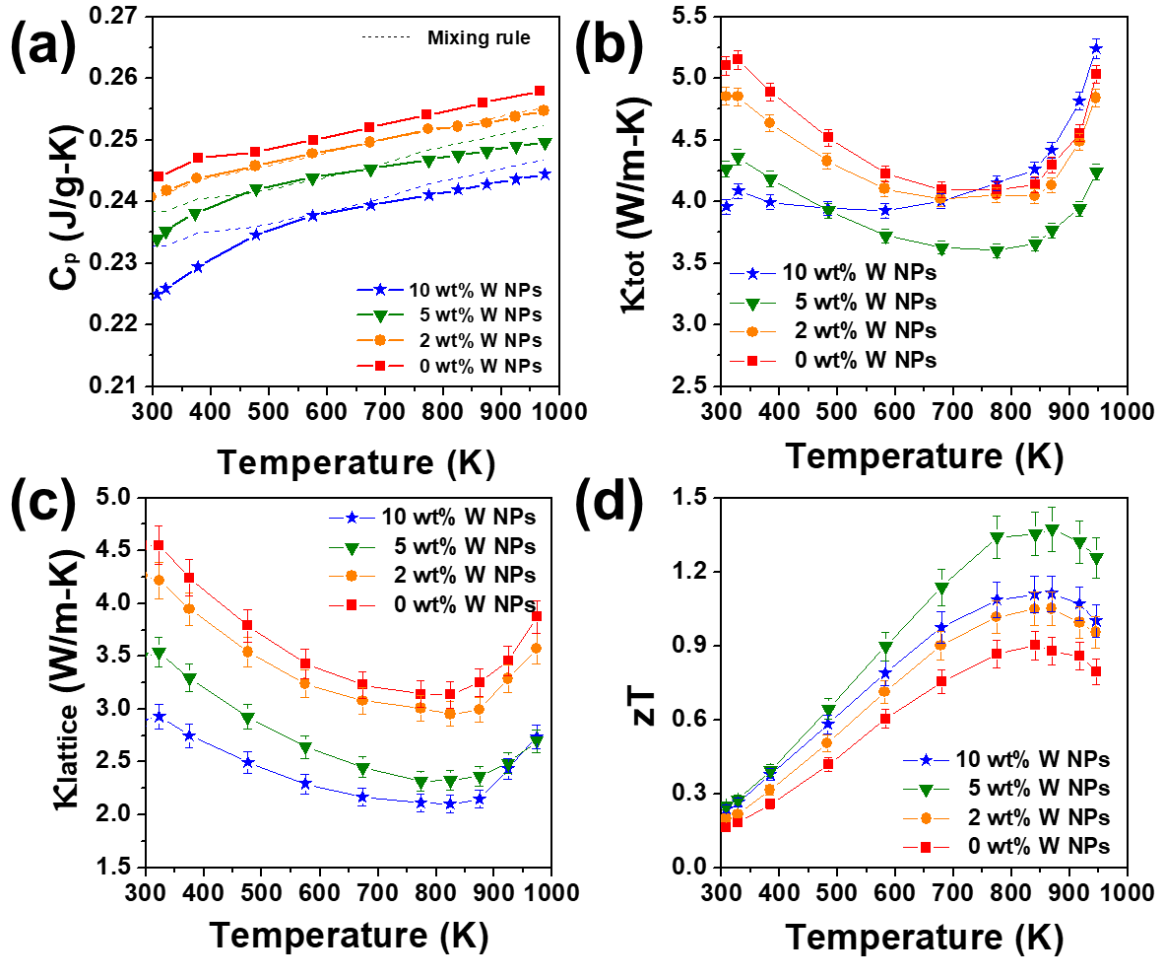 (a)
0.27
0.26
0.25
0.24
0.23
0.22
0.21
Cp (J/g-K)
Mixing rule
10 wt% W NPs
5 wt% W NPs
2 wt% W NPs
0 wt% W NPs
300 400 500 600 700 800 900 1000
Temperature (K)
(b)
5.5
5.0
4.5
4.0
3.5
3.0
2.5
κtot (W/m-K)
10 wt% W NPs
5 wt% W NPs
2 wt% W NPs
0 wt% W NPs
300 400 500 600 700 800 900 1000
Temperature (K)
(c)
5.0
4.5
4.0
3.5
3.0
2.5
2.0
1.5
κlattice (W/m-K)
10 wt% W NPs
5 wt% W NPs
2 wt% W NPs
0 wt% W NPs
300 400 500 600 700 800 900 1000
Temperature (K)
(d)
1.5
1.2
0.9
0.6
0.3
0.0
zT
10 wt% W NPs
5 wt% W NPs
2 wt% W NPs
0 wt% W NPs
300 400 500 600 700 800 900 1000
Temperature (K)